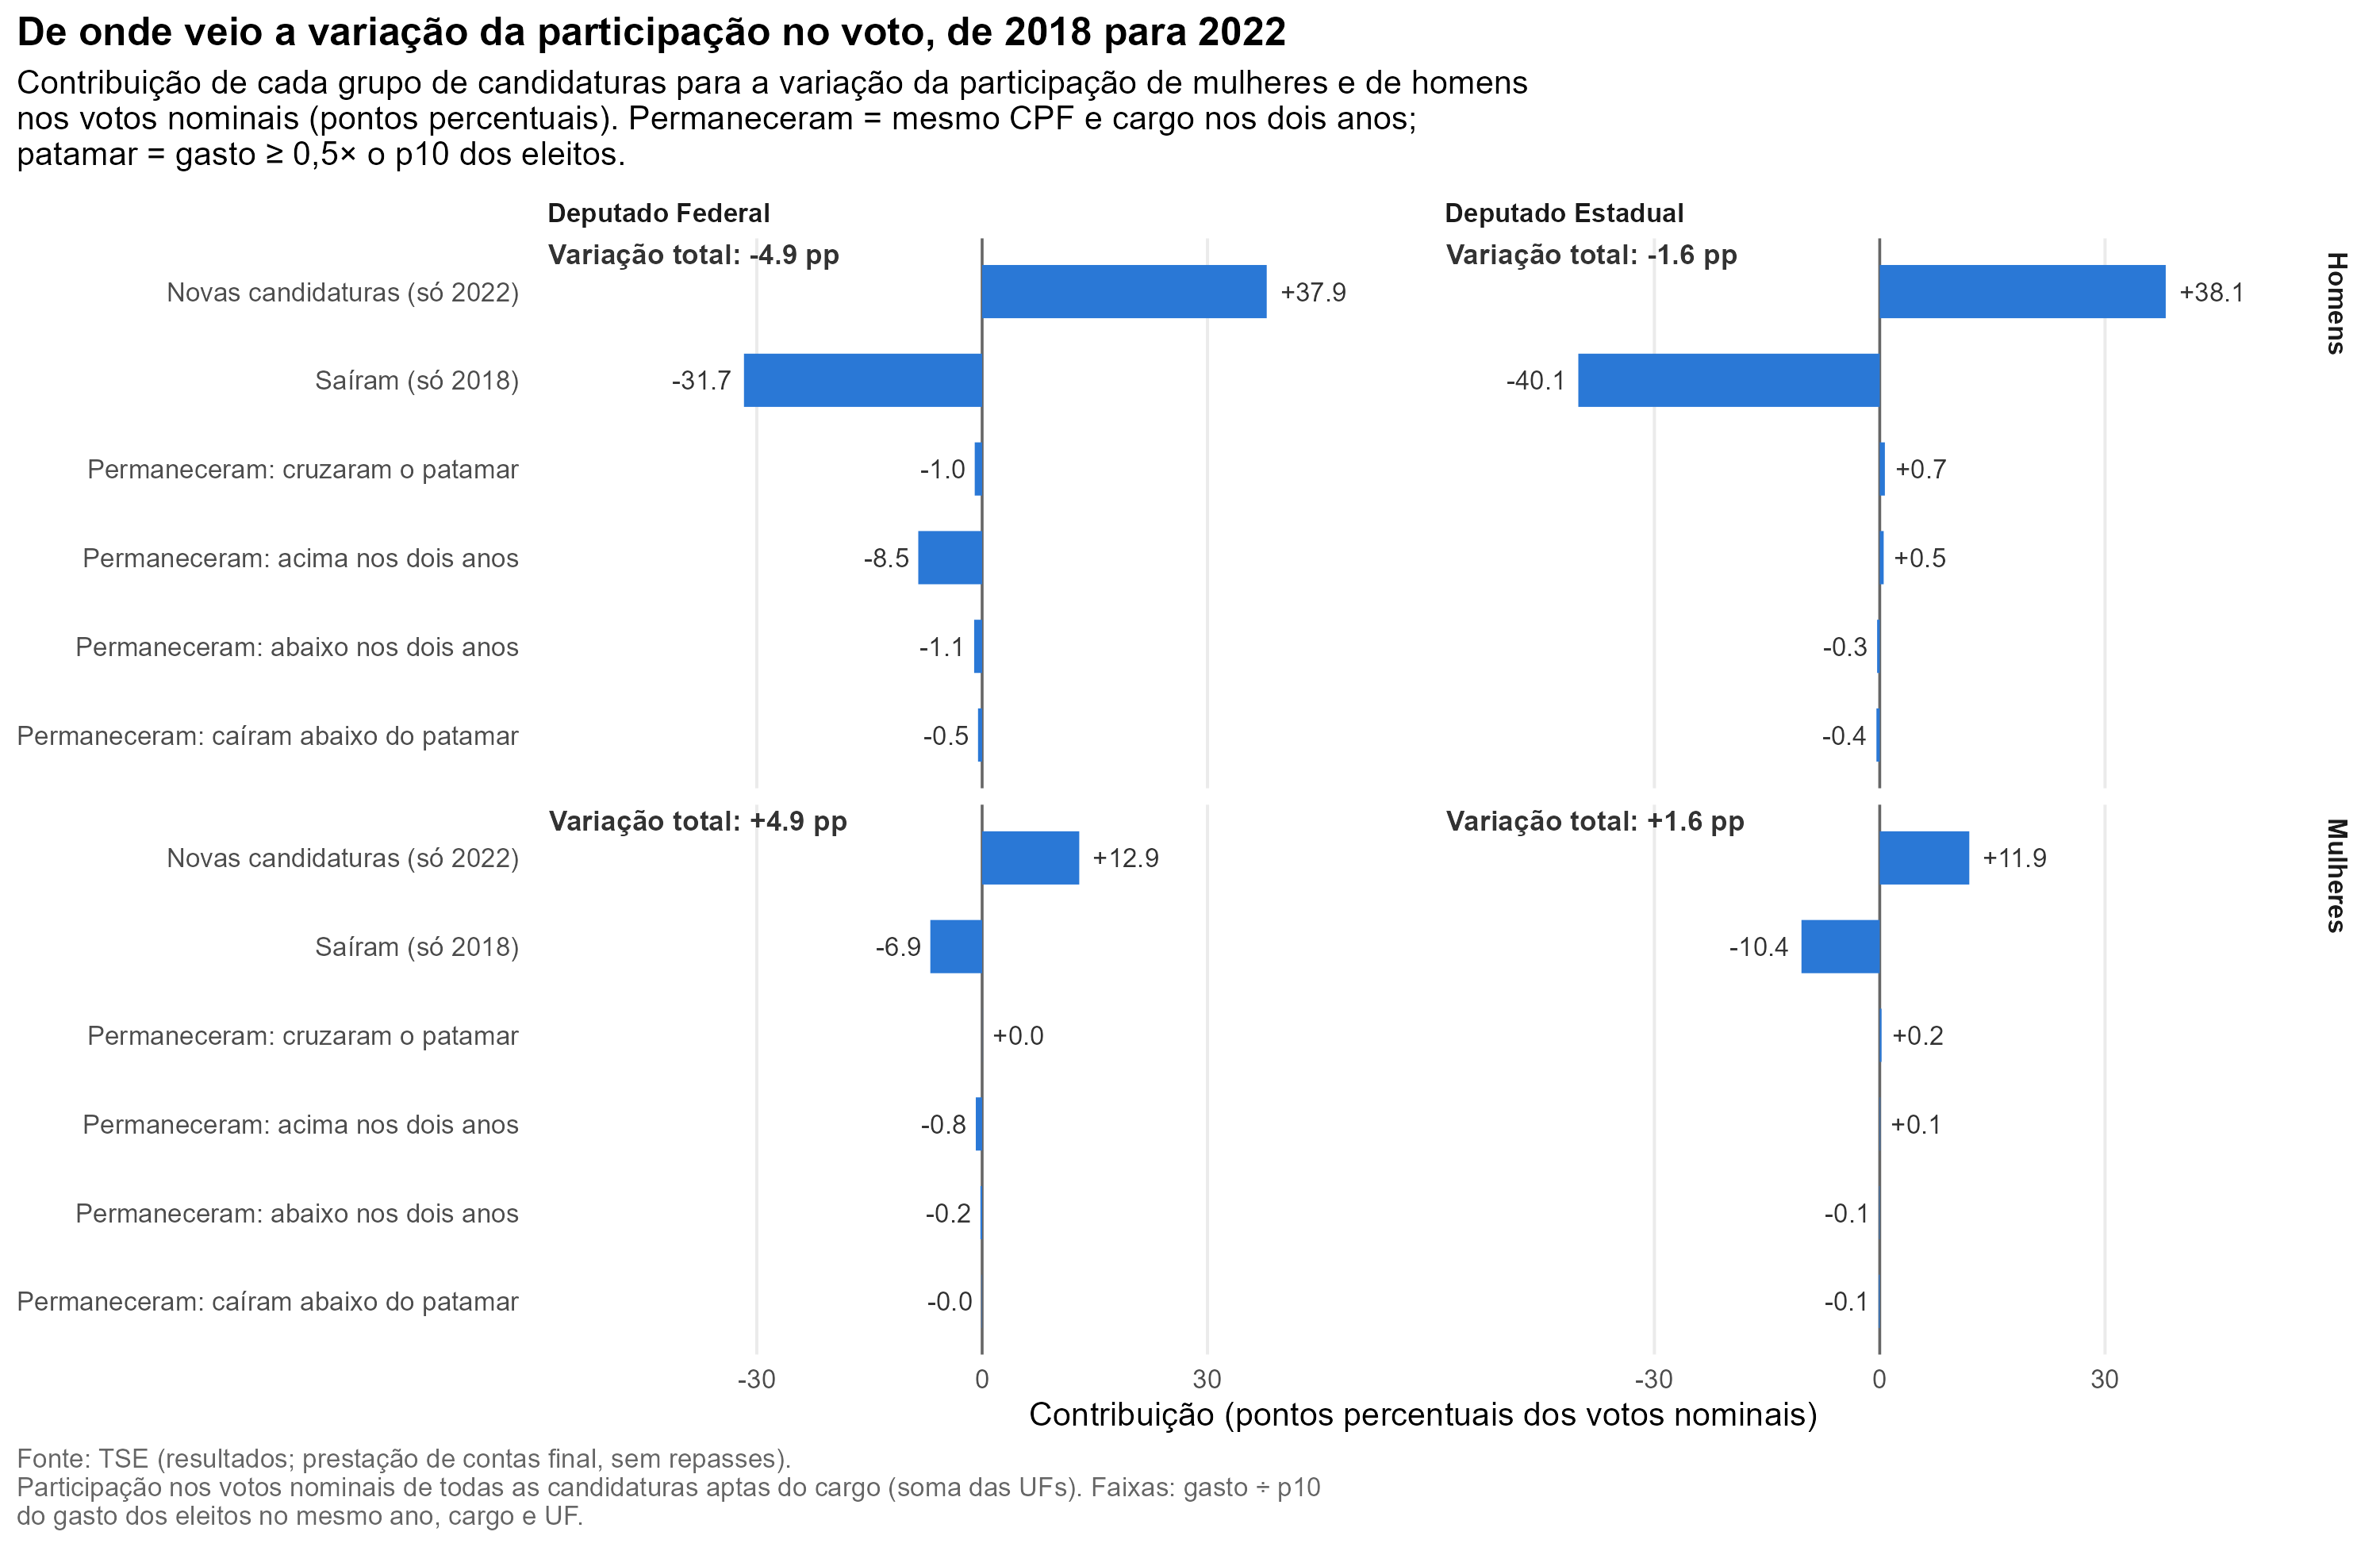 De onde veio a variação da participação no voto, de 2018 para 2022
Contribuição de cada grupo de candidaturas para a variação da participação de mulheres e de homens
nos votos nominais (pontos percentuais). Permaneceram = mesmo CPF e cargo nos dois anos;
patamar = gasto ≥ 0,5× o p10 dos eleitos.
Deputado Federal
Deputado Estadual
Homens
Variação total: -4.9 pp
Variação total: -1.6 pp
Novas candidaturas (só 2022) +37.9 +38.1
Saíram (só 2018) -31.7 -40.1
Permaneceram: cruzaram o patamar -1.0 +0.7
Permaneceram: acima nos dois anos -8.5 +0.5
Permaneceram: abaixo nos dois anos -1.1 -0.3
Permaneceram: caíram abaixo do patamar -0.5 -0.4
Mulheres
Variação total: +4.9 pp
Variação total: +1.6 pp
Novas candidaturas (só 2022) +12.9 +11.9
Saíram (só 2018) -6.9 -10.4
Permaneceram: cruzaram o patamar +0.0 +0.2
Permaneceram: acima nos dois anos -0.8 +0.1
Permaneceram: abaixo nos dois anos -0.2 -0.1
Permaneceram: caíram abaixo do patamar -0.0 -0.1
-30 0 30 -30 0 30
Contribuição (pontos percentuais dos votos nominais)
Fonte: TSE (resultados; prestação de contas final, sem repasses).
Participação nos votos nominais de todas as candidaturas aptas do cargo (soma das UFs). Faixas: gasto ÷ p10
do gasto dos eleitos no mesmo ano, cargo e UF.